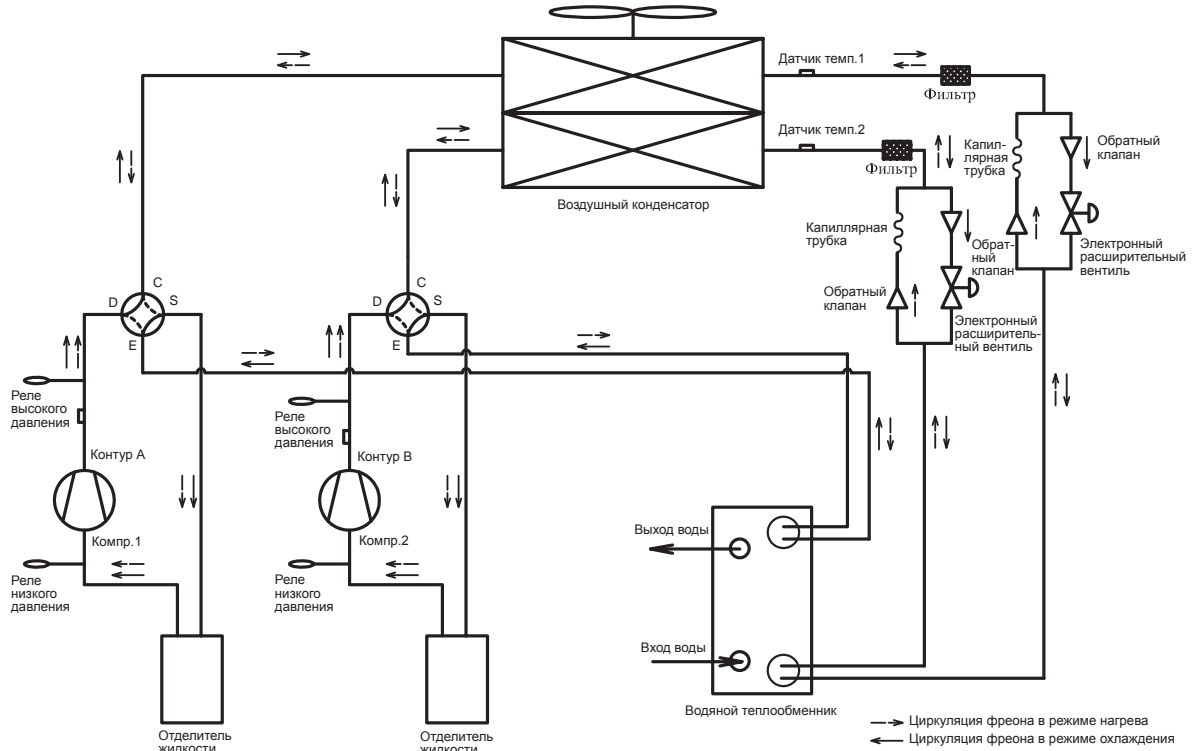 Датчик темп.1
Фильтр
Датчик темп.2
Фильтр
Воздушный конденсатор
Капил-
лярная
трубка
Обратный
клапан
Капиллярная
трубка
Обрат-
ный
клапан
Электронный
расширительный
вентиль
Обратный
клапан
Электронный
расширитель-
ный вентиль
C
D
S
E
C
D
S
E
Реле
высокого
давления
Реле
высокого
давления
Контур A
Контур B
Компр.1
Компр.2
Реле
низкого
давления
Реле
низкого
давления
Выход воды
Вход воды
Водяной теплообменник
Отделитель
жидкости
Отделитель
жидкости
Циркуляция фреона в режиме нагрева
Циркуляция фреона в режиме охлаждения